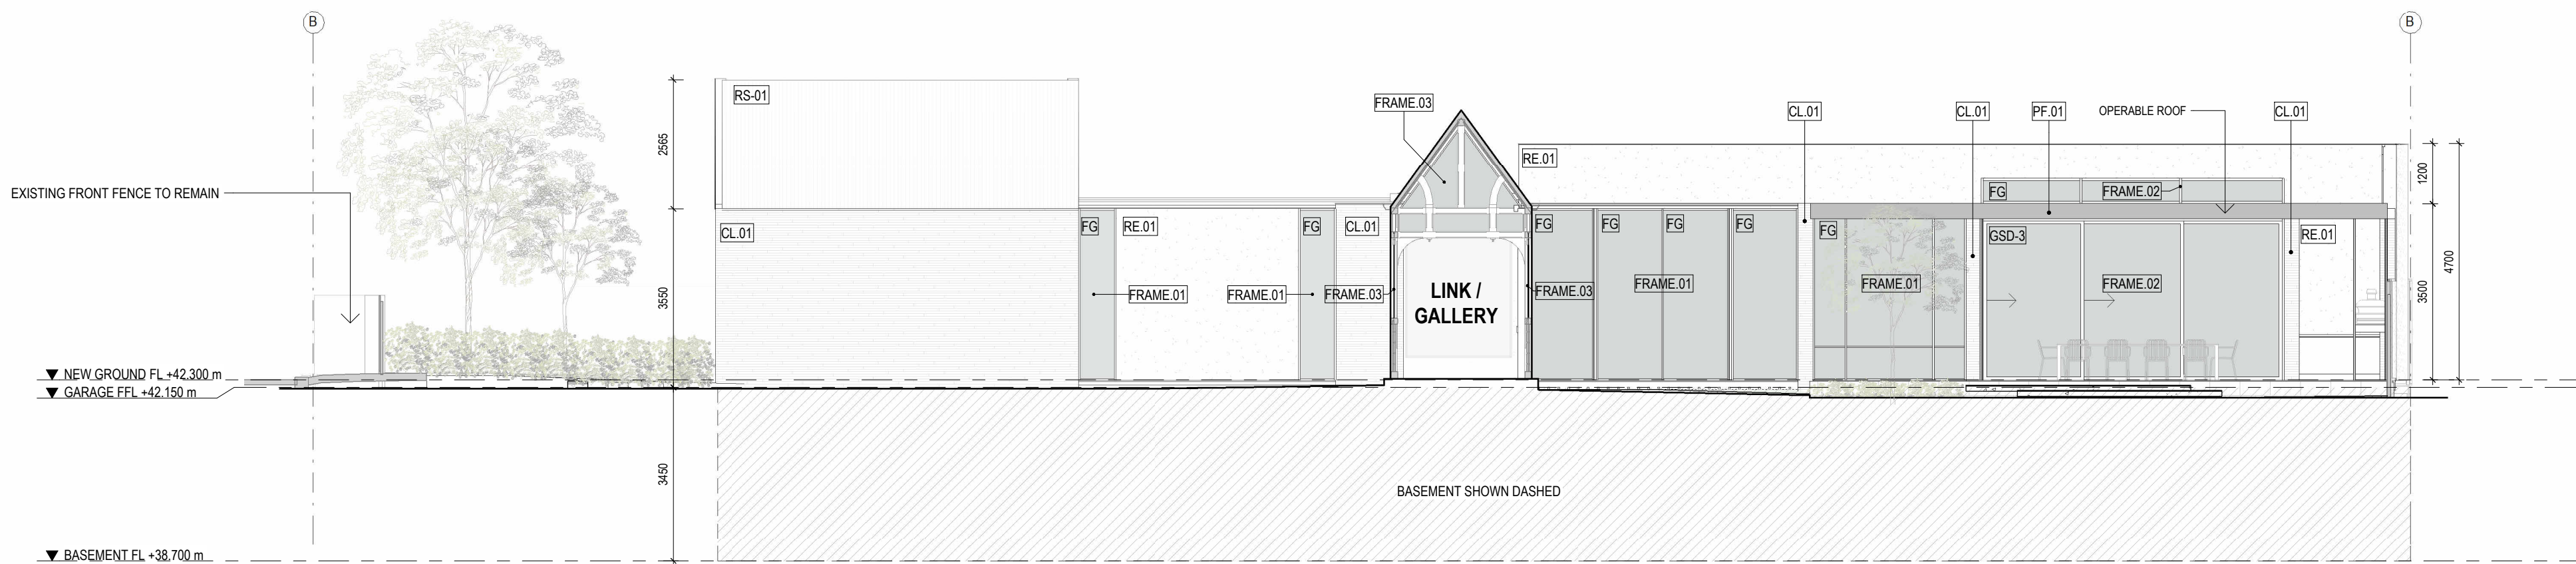 B
B
RS-01
FRAME.03
CL.01
CL.01
PF.01
OPERABLE ROOF
CL.01
2565
RE.01
1200
EXISTING FRONT FENCE TO REMAIN
FG
FRAME.02
CL.01
FG
RE.01
FG
CL.01
FG
FG
FG
FG
FG
GSD-3
RE.01
4700
3550
FRAME.01
FRAME.01
FRAME.03
LINK /
GALLERY
FRAME.03
FRAME.01
FRAME.01
FRAME.02
3500
NEW GROUND FL +42.300 m
GARAGE FFL +42.150 m
3450
BASEMENT SHOWN DASHED
BASEMENT FL +38.700 m